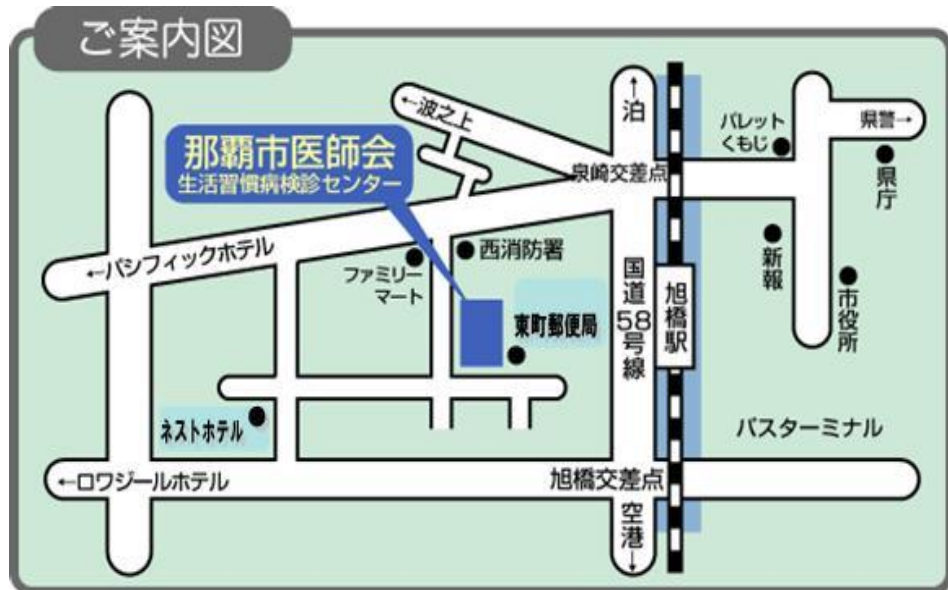 ご案内図
←波之上
↑泊
パレット
くもじ
県警→
那覇市医師会
生活習慣病検診センター
泉崎交差点
県庁
←パシフィックホテル
ファミリー
マート
西消防署
国道58号線
旭橋駅
新報
市役所
東町郵便局
ネストホテル
バスターミナル
←ロワジールホテル
旭橋交差点
空港↓